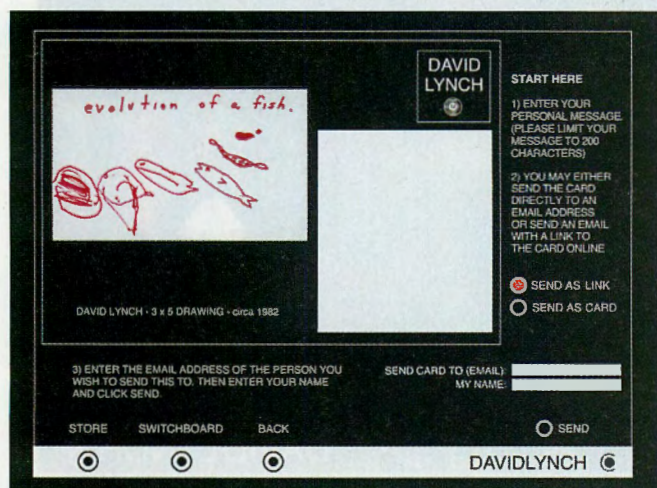 evolution of a fish.
DAVID LYNCH - 3 x 5 DRAWING - circa 1982
DAVID
LYNCH
START HERE
1) ENTER YOUR
PERSONAL MESSAGE.
(PLEASE LIMIT YOUR
MESSAGE TO 200
CHARACTERS)
2) YOU MAY EITHER
SEND THE CARD
DIRECTLY TO AN
EMAIL ADDRESS
OR SEND AN EMAIL
WITH A LINK TO
THE CARD ONLINE
SEND AS LINK
SEND AS CARD
3) ENTER THE EMAIL ADDRESS OF THE PERSON YOU
WISH TO SEND THIS TO. THEN ENTER YOUR NAME
AND CLICK SEND.
SEND CARD TO (EMAIL):
MY NAME:
SEND
STORE SWITCHBOARD BACK
DAVIDLYNCH